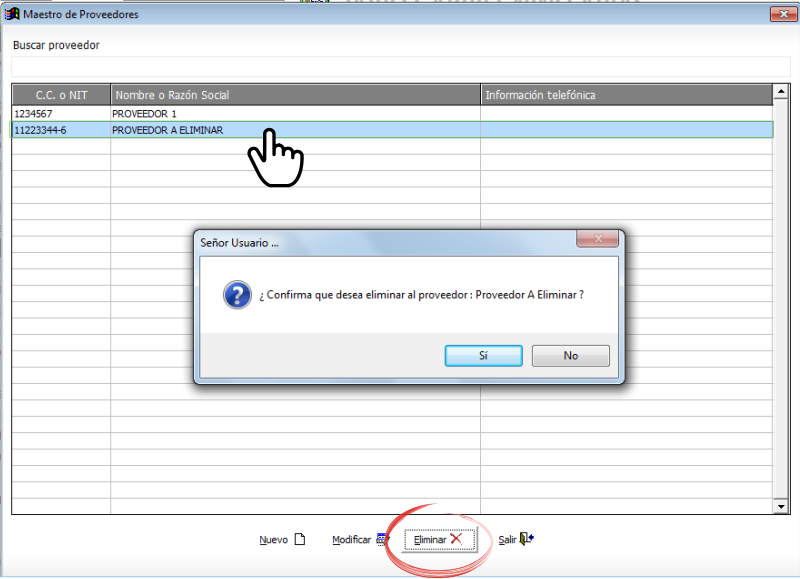 Maestro de Proveedores
Buscar proveedor
C.C. o NIT Nombre o Razón Social Información telefónica
1234567 PROVEEDOR 1
11223344-6 PROVEEDOR A ELIMINAR
Señor Usuario ...
¿ Confirma que desea eliminar al proveedor : Proveedor A Eliminar ?
Sí No
Nuevo Modificar Eliminar Salir